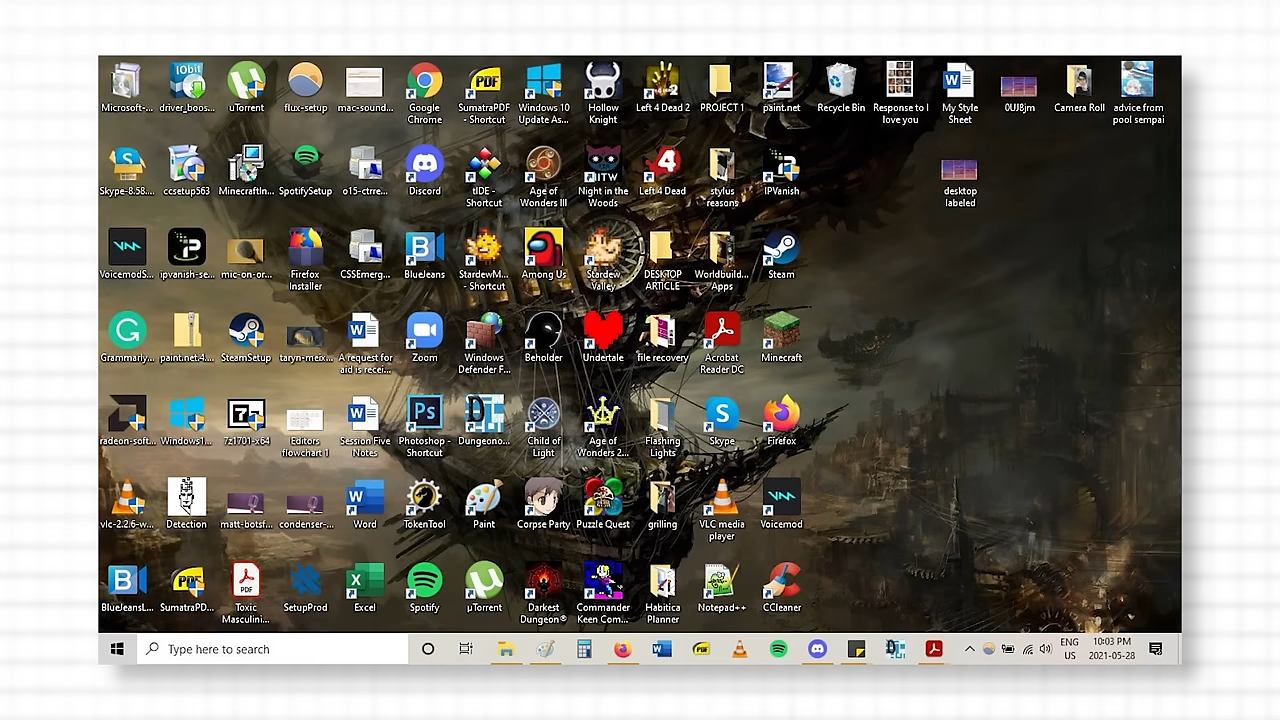 Microsoft-...
driver_boos...
uTorrent
flux-setup
mac-sound...
Google
Chrome
SumatraPDF
- Shortcut
Windows 10
Update As...
Hollow
Knight
Left 4 Dead 2
PROJECT 1
paint.net
Recycle Bin
Response to I
love you
My Style
Sheet
0UJ8jm
Camera Roll
advice from
pool sempai
Skype-8.58....
ccsetup563
MinecraftIn...
SpotifySetup
o15-ctrre...
Discord
tIDE -
Shortcut
Age of
Wonders III
Night in the
Woods
Left 4 Dead
stylus
reasons
IPVanish
desktop
labeled
VoicemodS...
ipvanish-se...
mic-on-or...
Firefox
Installer
CSSEmerg...
BlueJeans
StardewM...
- Shortcut
Among Us
Stardew
Valley
DESKTOP
ARTICLE
Worldbuild...
Apps
Steam
Grammarly...
paint.net.4....
SteamSetup
taryn-meix...
A request for
aid is recei...
Zoom
Windows
Defender F...
Beholder
Undertale
file recovery
Acrobat
Reader DC
Minecraft
radeon-soft...
Windows1...
7z1701-x64
Editors
flowchart 1
Session Five
Notes
Photoshop -
Shortcut
Dungeono...
Child of
Light
Age of
Wonders 2...
Flashing
Lights
Skype
Firefox
vlc-2.2.6-w...
Detection
matt-botsf...
condenser-...
Word
TokenTool
Paint
Corpse Party
Puzzle Quest
grilling
VLC media
player
Voicemod
BlueJeansL...
SumatraPD...
Toxic
Masculini...
SetupProd
Excel
Spotify
µTorrent
Darkest
Dungeon®
Commander
Keen Com...
Habitica
Planner
Notepad++
CCleaner
Type here to search
ENG
US
10:03 PM
2021-05-28